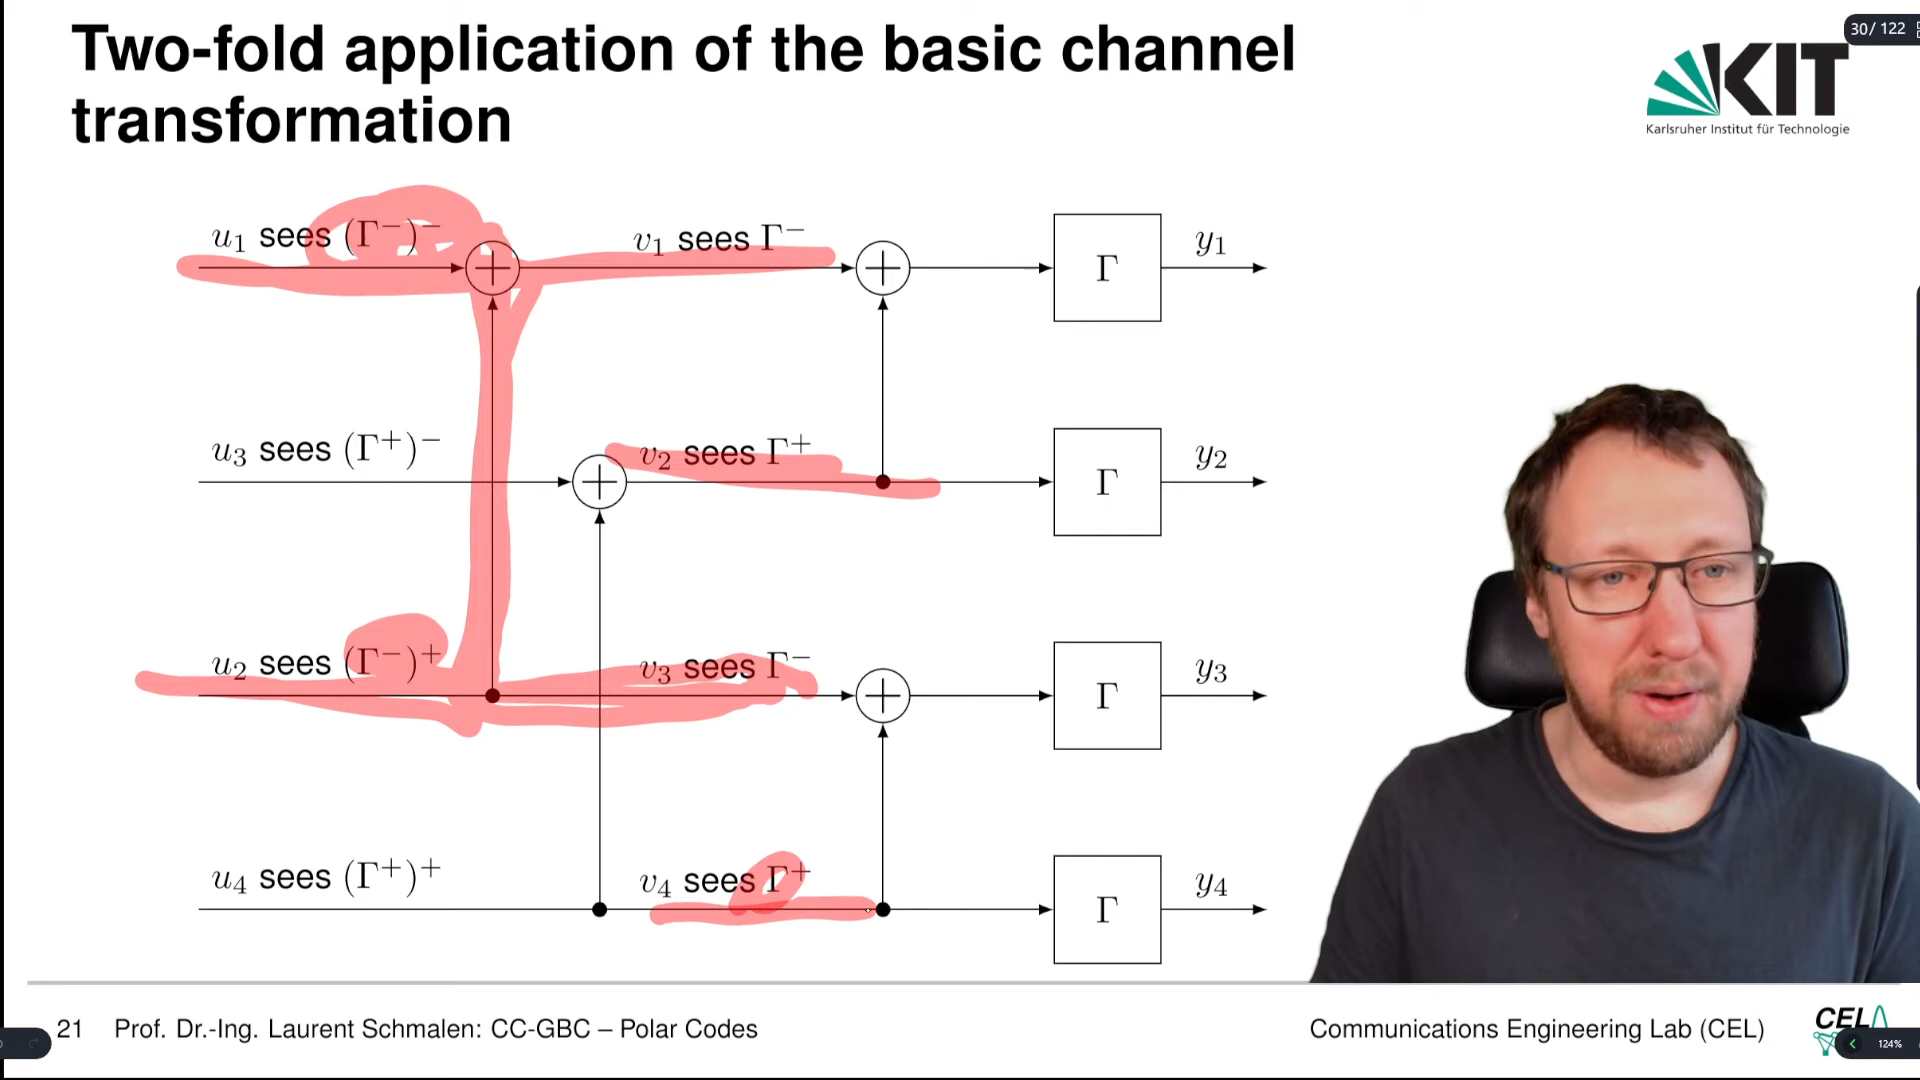 Two-fold application of the basic channel
transformation
30/ 122
KIT
Karlsruher Institut für Technologie
u₁ sees (Γ⁻)⁻
v₁ sees Γ⁻
Γ
y₁
u₃ sees (Γ⁺)⁻
v₂ sees Γ⁺
Γ
y₂
u₂ sees (Γ⁻)⁺
v₃ sees Γ⁻
Γ
y₃
u₄ sees (Γ⁺)⁺
v₄ sees Γ⁺
Γ
y₄
21 Prof. Dr.-Ing. Laurent Schmalen: CC-GBC – Polar Codes
Communications Engineering Lab (CEL)
CEL
124%